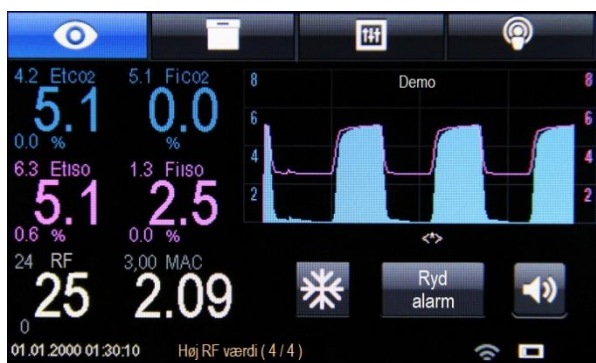 4.2 Etco2 5.1 Fico2
5.1 0.0
0.0 % %
6.3 EtIso 1.3 FiIso
5.1 2.5
0.6 % 0.0 %
24 RF 3,00 MAC
25 2.09
0
8 Demo 8
6 6
4 4
2 2
<*>
Ryd
alarm
01.01.2000 01:30:10 Høj RF værdi ( 4 / 4 )